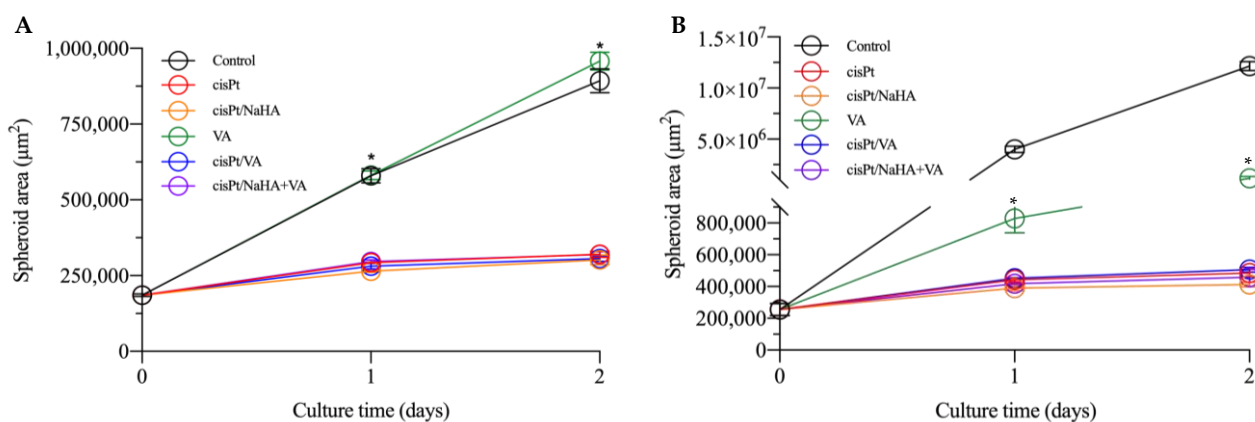 A
Spheroid area (μm²)
1,000,000
750,000
500,000
250,000
0
Control
cisPt
cisPt/NaHA
VA
cisPt/VA
cisPt/NaHA+VA
*
*
0
1
2
Culture time (days)
B
Spheroid area (μm²)
1.5×10⁷
1.0×10⁷
5.0×10⁶
800,000
600,000
400,000
200,000
0
Control
cisPt
cisPt/NaHA
VA
cisPt/VA
cisPt/NaHA+VA
*
*
0
1
2
Culture time (days)